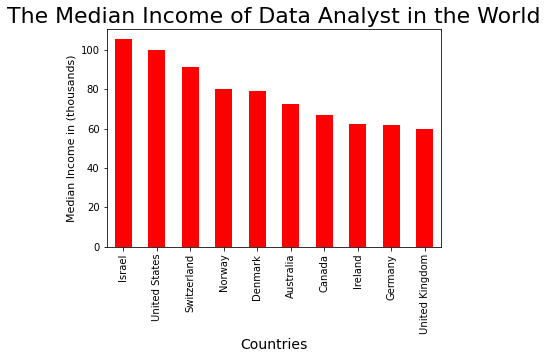 The Median Income of Data Analyst in the World
Median Income in (thousands)
100
80
60
40
20
0
Israel
United States
Switzerland
Norway
Denmark
Australia
Canada
Ireland
Germany
United Kingdom
Countries